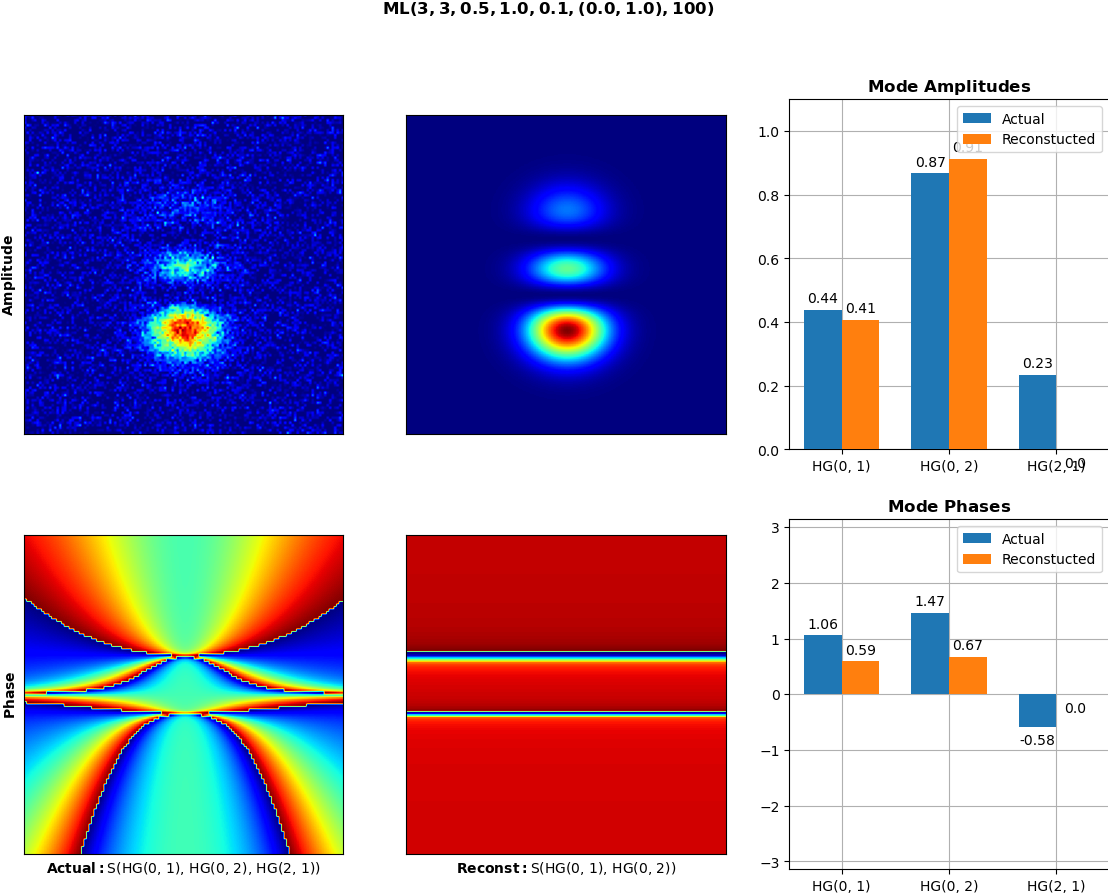 ML(3, 3, 0.5, 1.0, 0.1, (0.0, 1.0), 100)
Amplitude
Mode Amplitudes
Actual
Reconstucted
1.0
0.8
0.6
0.4
0.2
0.0
0.44
0.41
0.87
0.91
0.23
0.0
HG(0, 1)
HG(0, 2)
HG(2, 1)
Phase
Actual: S(HG(0, 1), HG(0, 2), HG(2, 1))
Reconst: S(HG(0, 1), HG(0, 2))
Mode Phases
Actual
Reconstucted
3
2
1
0
−1
−2
−3
1.06
0.59
1.47
0.67
-0.58
0.0
HG(0, 1)
HG(0, 2)
HG(2, 1)